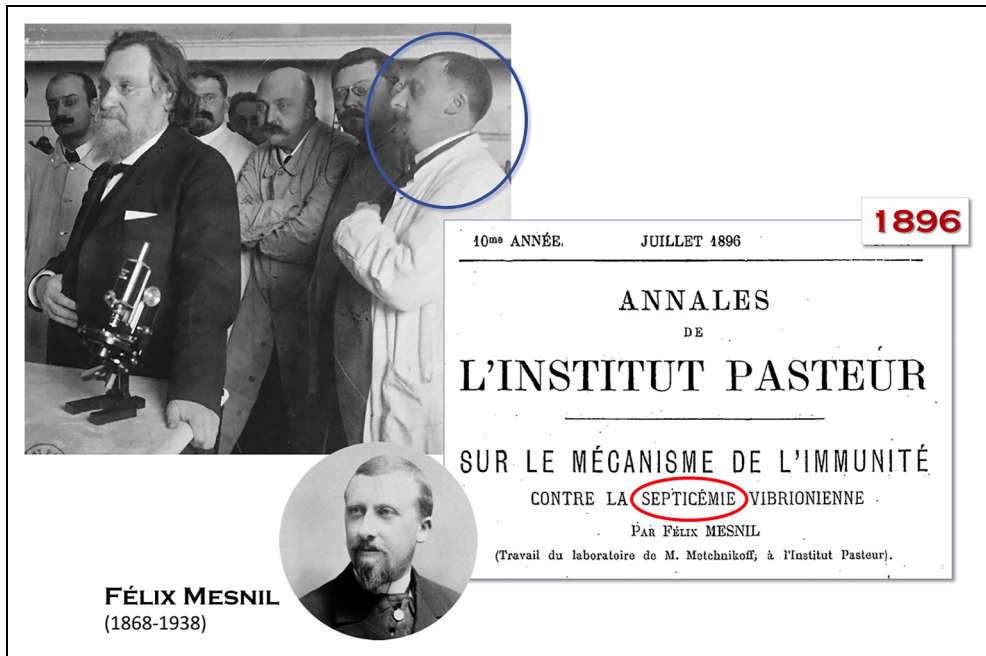 1896
10me ANNÉE.
JUILLET 1896
ANNALES
DE
L'INSTITUT PASTEUR
SUR LE MÉCANISME DE L'IMMUNITÉ
CONTRE LA SEPTICÉMIE VIBRIONIENNE
PAR FÉLIX MESNIL
(Travail du laboratoire de M. Metchnikoff, à l'Institut Pasteur).
FÉLIX MESNIL
(1868-1938)